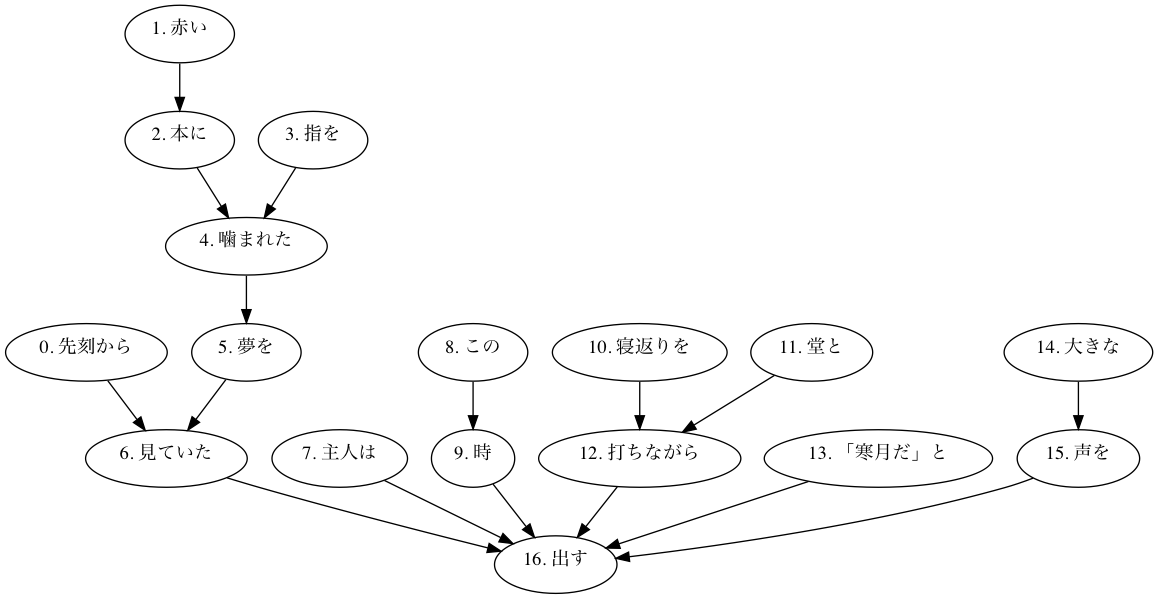 1. 赤い
2. 本に
3. 指を
4. 噛まれた
0. 先刻から
5. 夢を
8. この
10. 寝返りを
11. 堂と
14. 大きな
6. 見ていた
7. 主人は
9. 時
12. 打ちながら
13. 「寒月だ」と
15. 声を
16. 出す